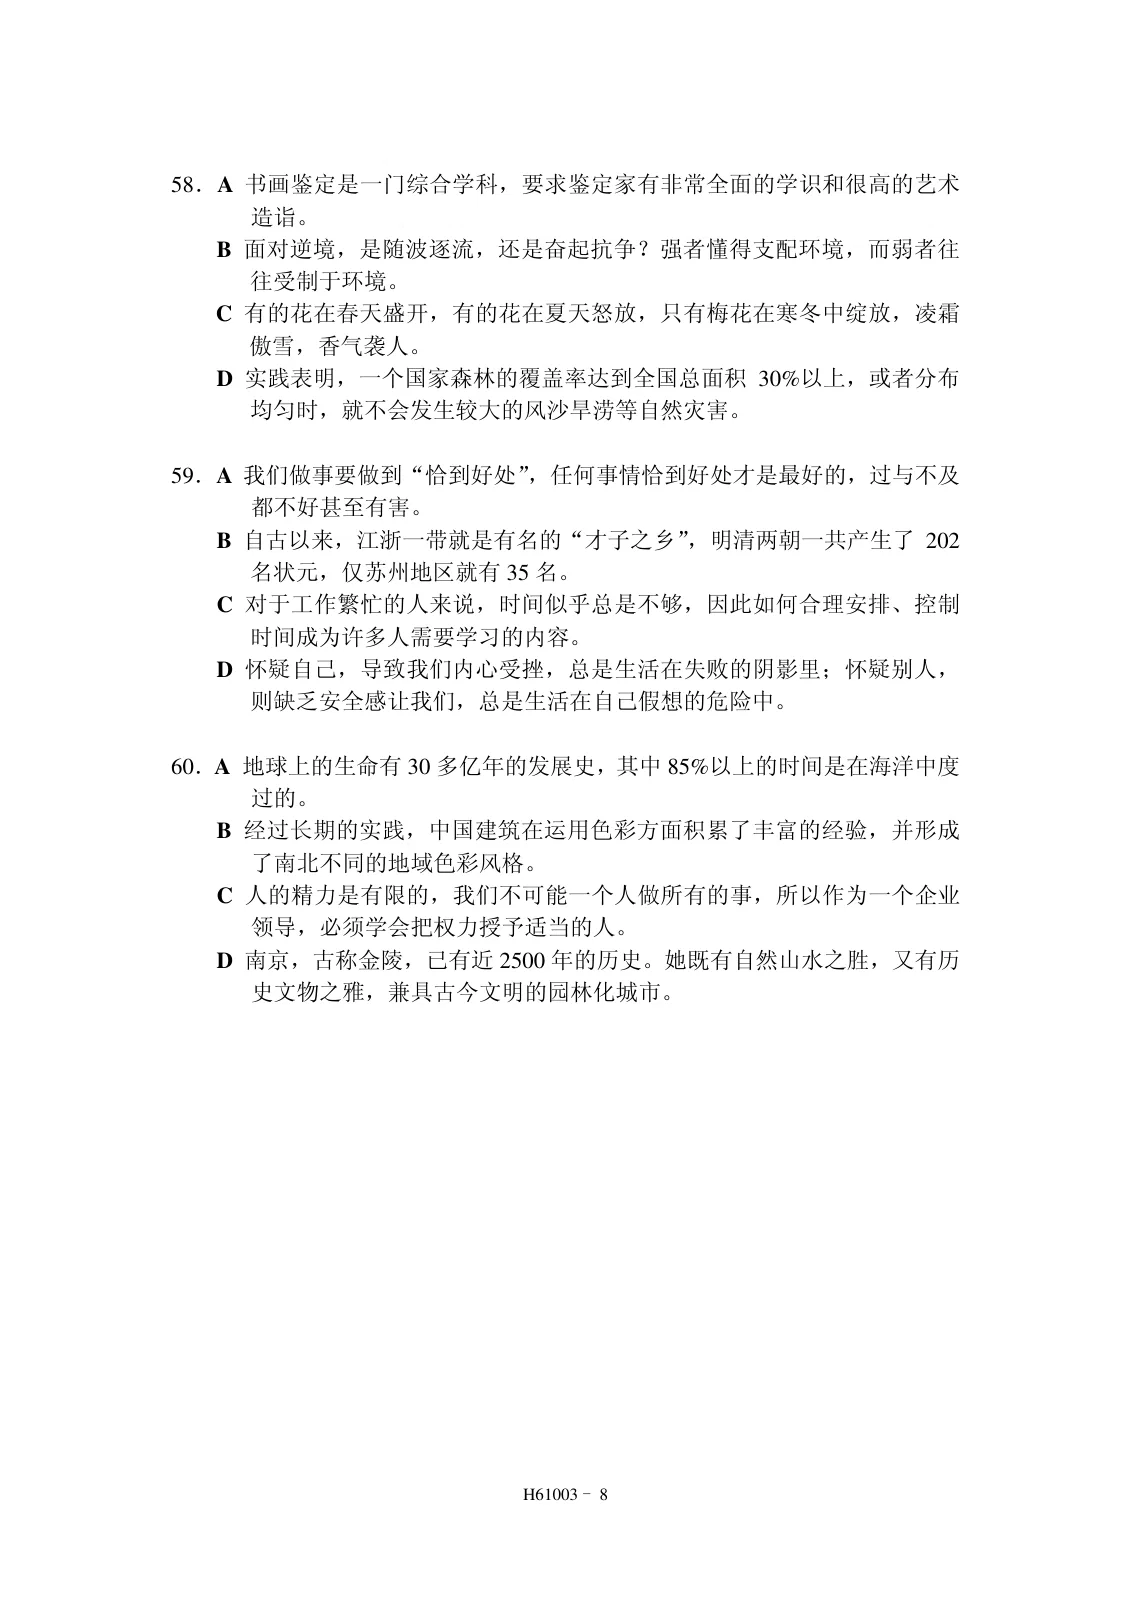 58．A 书画鉴定是一门综合学科，要求鉴定家有非常全面的学识和很高的艺术
造诣。
B 面对逆境，是随波逐流，还是奋起抗争？强者懂得支配环境，而弱者往
往受制于环境。
C 有的花在春天盛开，有的花在夏天怒放，只有梅花在寒冬中绽放，凌霜
傲雪，香气袭人。
D 实践表明，一个国家森林的覆盖率达到全国总面积 30%以上，或者分布
均匀时，就不会发生较大的风沙旱涝等自然灾害。
59．A 我们做事要做到“恰到好处”，任何事情恰到好处才是最好的，过与不及
都不好甚至有害。
B 自古以来，江浙一带就是有名的“才子之乡”，明清两朝一共产生了 202
名状元，仅苏州地区就有 35 名。
C 对于工作繁忙的人来说，时间似乎总是不够，因此如何合理安排、控制
时间成为许多人需要学习的内容。
D 怀疑自己，导致我们内心受挫，总是生活在失败的阴影里；怀疑别人，
则缺乏安全感让我们，总是生活在自己假想的危险中。
60．A 地球上的生命有 30 多亿年的发展史，其中 85%以上的时间是在海洋中度
过的。
B 经过长期的实践，中国建筑在运用色彩方面积累了丰富的经验，并形成
了南北不同的地域色彩风格。
C 人的精力是有限的，我们不可能一个人做所有的事，所以作为一个企业
领导，必须学会把权力授予适当的人。
D 南京，古称金陵，已有近 2500 年的历史。她既有自然山水之胜，又有历
史文物之雅，兼具古今文明的园林化城市。
H61003－ 8